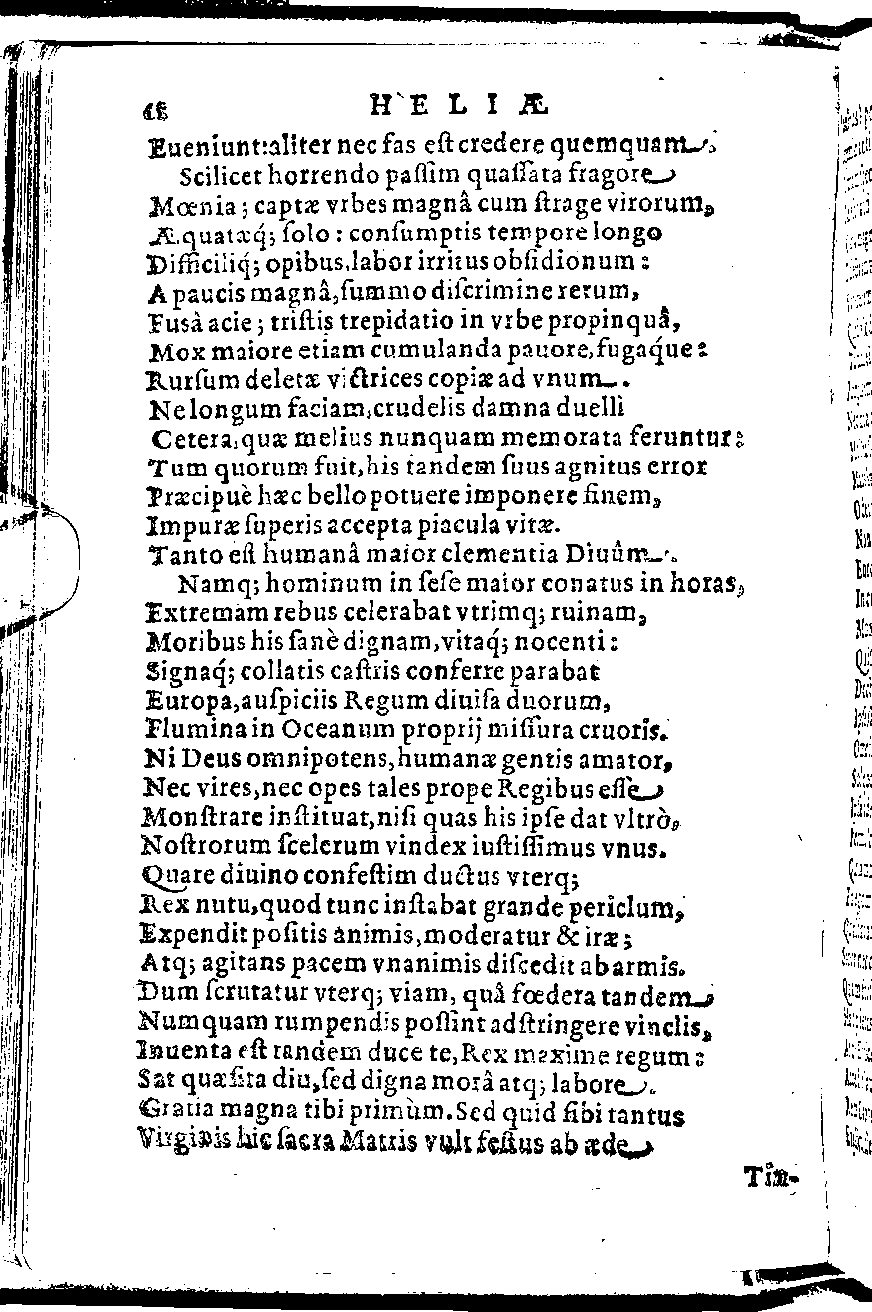 H E L I Æ
Eueniunt: aliter nec fas eſt credere quemquam.
Scilicet horrendo paſſim quaſſata fragore
Mœnia; captæ vrbes magnâ cum ſtrage virorum,
Æquatæq́; ſolo: conſumptis tempore longo
Difficiliq́; opibus, labor irritus obſidionum:
A paucis magnâ, ſummo diſcrimine rerum,
Fusâ acie; triſtis trepidatio in vrbe propinquâ,
Mox maiore etiam cumulanda pauore, fugaq́ue:
Rurſum deletæ victrices copiæ ad vnum.
Ne longum faciam, crudelis damna duelli
Cetera, quæ melius nunquam memorata feruntur:
Tum quorum fuit, his tandem ſuus agnitus error
Præcipuè hæc bello potuere imponere finem,
Impuræ ſuperis accepta piacula vitæ.
Tanto eſt humanâ maior clementia Diuûm.
Namq; hominum in ſeſe maior conatus in horas,
Extremam rebus celerabat vtrimq; ruinam,
Moribus his ſanè dignam, vitaq́; nocenti:
Signaq́; collatis caſtris conferre parabat
Europa, auſpiciis Regum diuiſa duorum,
Flumina in Oceanum proprij miſſura cruoris.
Ni Deus omnipotens, humanæ gentis amator,
Nec vires, nec opes tales prope Regibus eſſe
Monſtrare inſtituat, niſi quas his ipſe dat vltrò,
Noſtrorum ſcelerum vindex iuſtiſſimus vnus.
Quare diuino confeſtim ductus vterq;
Rex nutu, quod tunc inſtabat grande periclum,
Expendit poſitis animis, moderatur & iræ;
Atq; agitans pacem vnanimis diſcedit ab armis.
Dum ſcrutatur vterq; viam, quâ fœdera tandem
Numquam rumpendis poſſint adſtringere vinclis,
Inuenta eſt tandem duce te, Rex maxime regum:
Sat quæſita diu, ſed digna morâ atq; labore.
Gratia magna tibi primùm. Sed quid ſibi tantus
Virginis hic ſacra Matris vult feſtus ab æde
Tin-